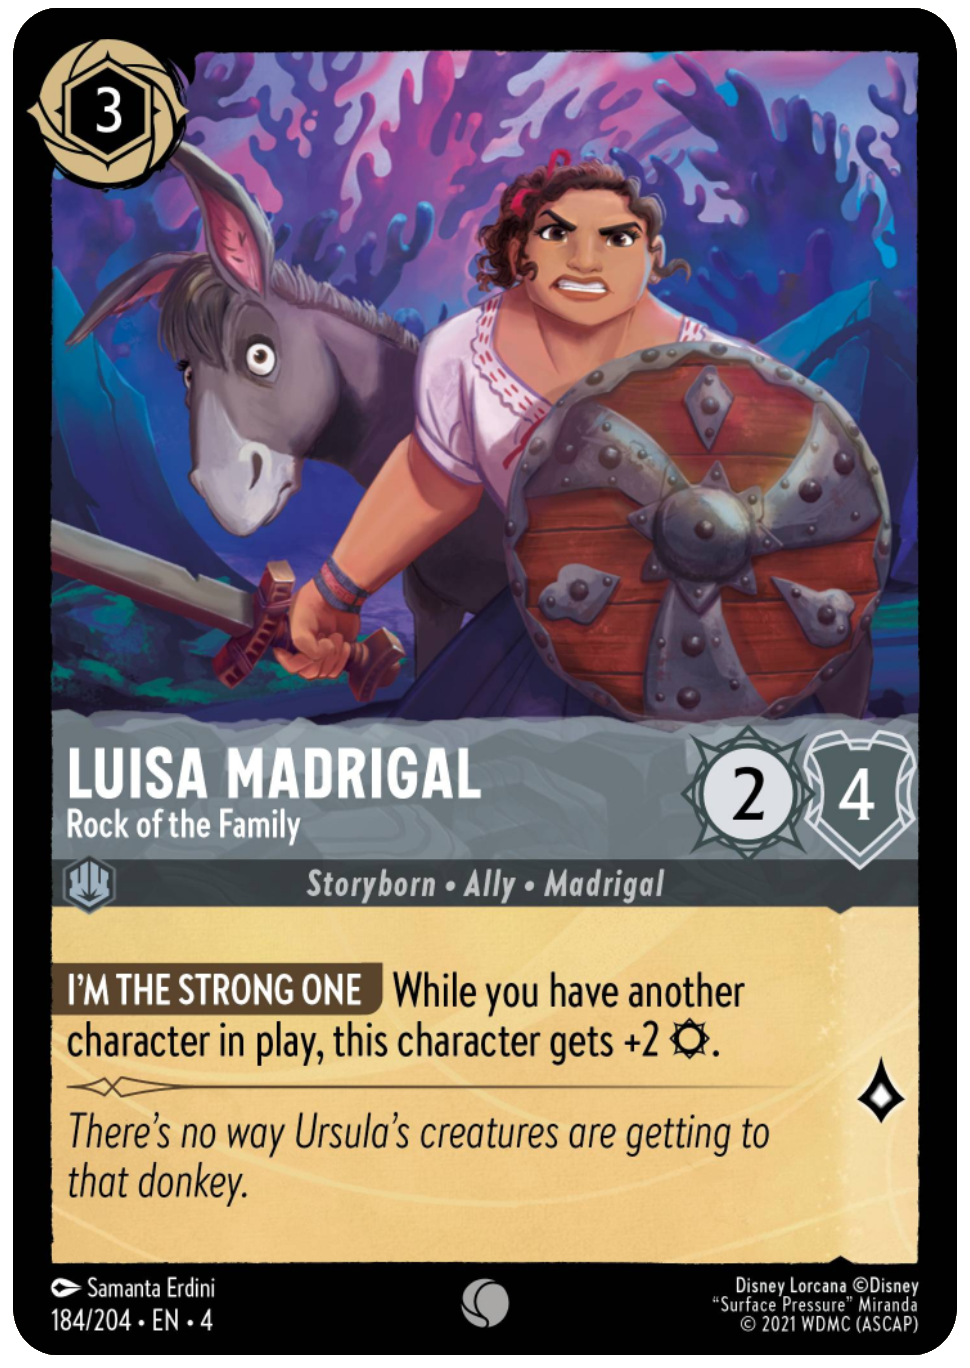 3
LUISA MADRIGAL
Rock of the Family
2
4
Storyborn • Ally • Madrigal
I'M THE STRONG ONE While you have another
character in play, this character gets +2 .
There's no way Ursula's creatures are getting to
that donkey.
Samanta Erdini
184/204 • EN • 4
Disney Lorcana ©Disney
"Surface Pressure" Miranda
© 2021 WDMC (ASCAP)